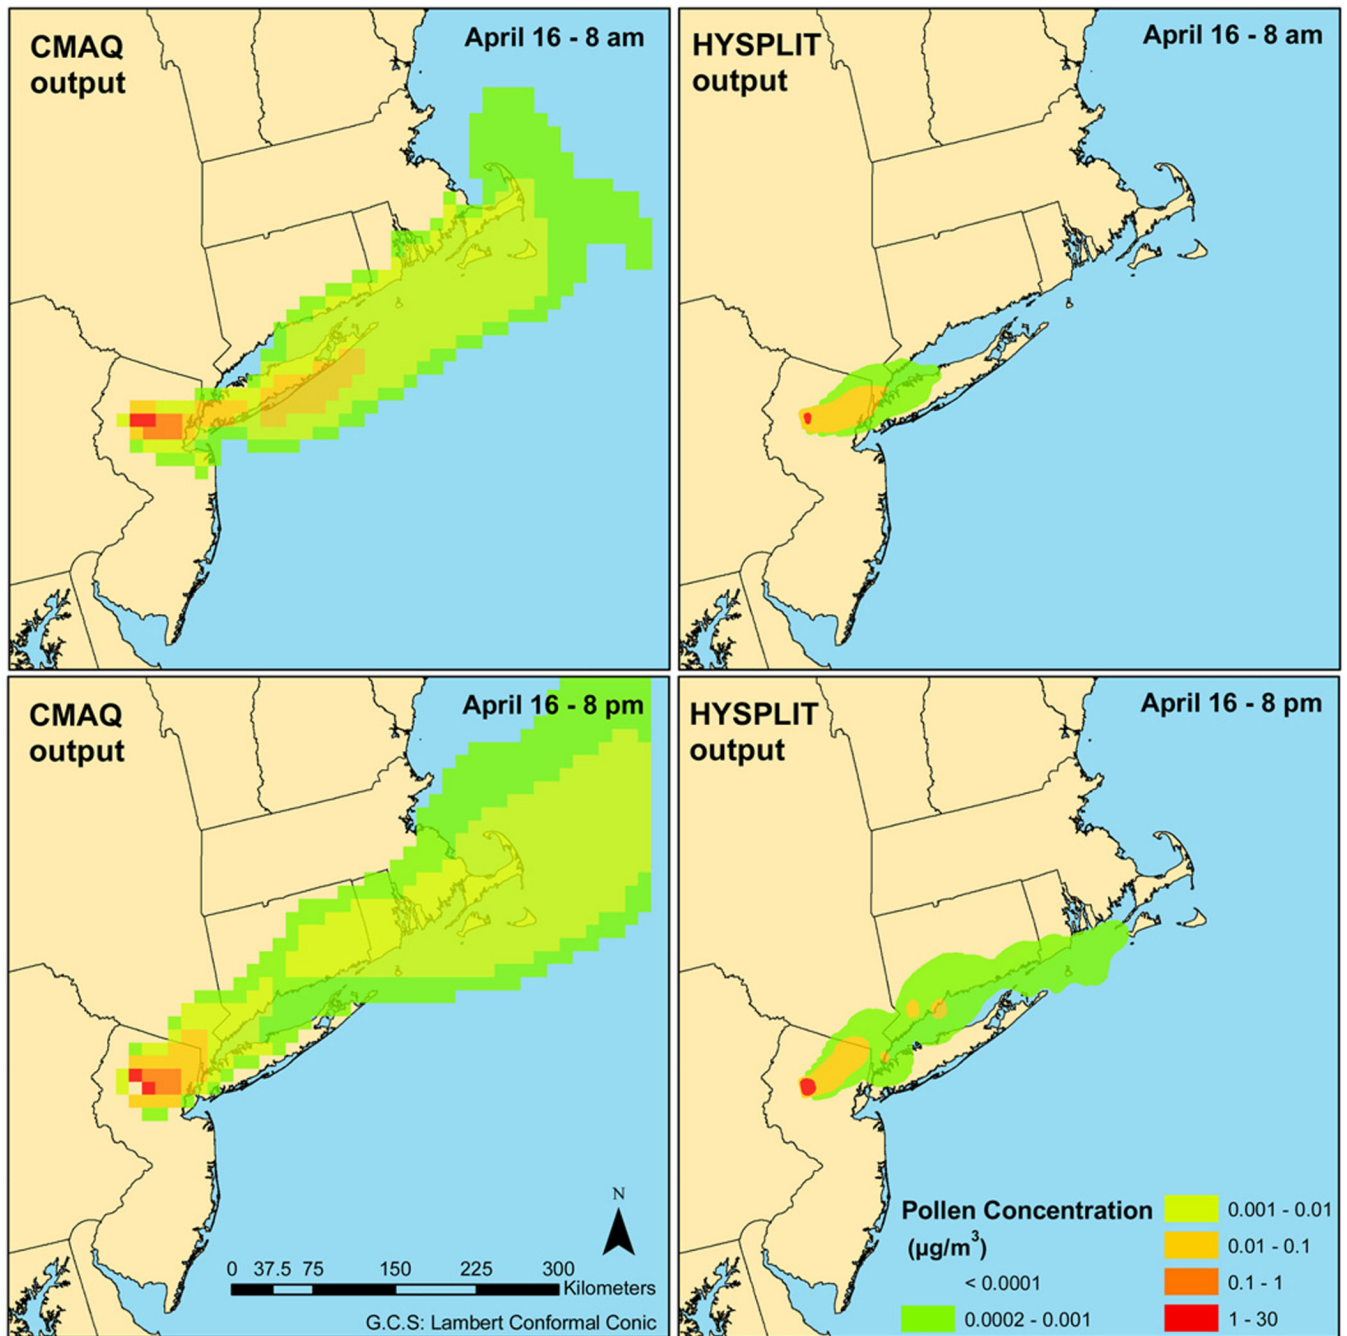 CMAQ
output
April 16 - 8 am
HYSPLIT
output
April 16 - 8 am
CMAQ
output
April 16 - 8 pm
N
0 37.5 75 150 225 300
Kilometers
G.C.S: Lambert Conformal Conic
HYSPLIT
output
April 16 - 8 pm
Pollen Concentration
(µg/m³)
< 0.0001
0.0002 - 0.001
0.001 - 0.01
0.01 - 0.1
0.1 - 1
1 - 30